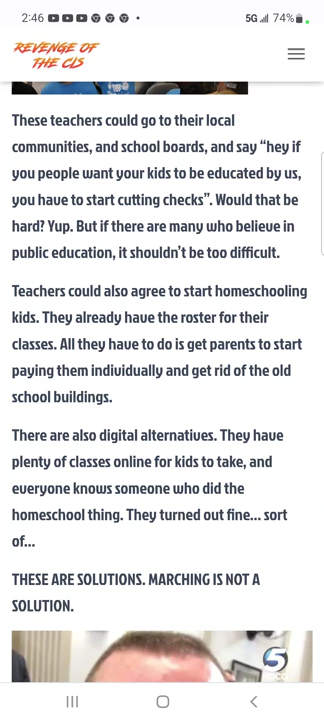 2:46
5G 74%
REVENGE OF
THE CIS
These teachers could go to their local
communities, and school boards, and say “hey if
you people want your kids to be educated by us,
you have to start cutting checks”. Would that be
hard? Yup. But if there are many who believe in
public education, it shouldn’t be too difficult.
Teachers could also agree to start homeschooling
kids. They already have the roster for their
classes. All they have to do is get parents to start
paying them individually and get rid of the old
school buildings.
There are also digital alternatives. They have
plenty of classes online for kids to take, and
everyone knows someone who did the
homeschool thing. They turned out fine... sort
of...
THESE ARE SOLUTIONS. MARCHING IS NOT A
SOLUTION.
5